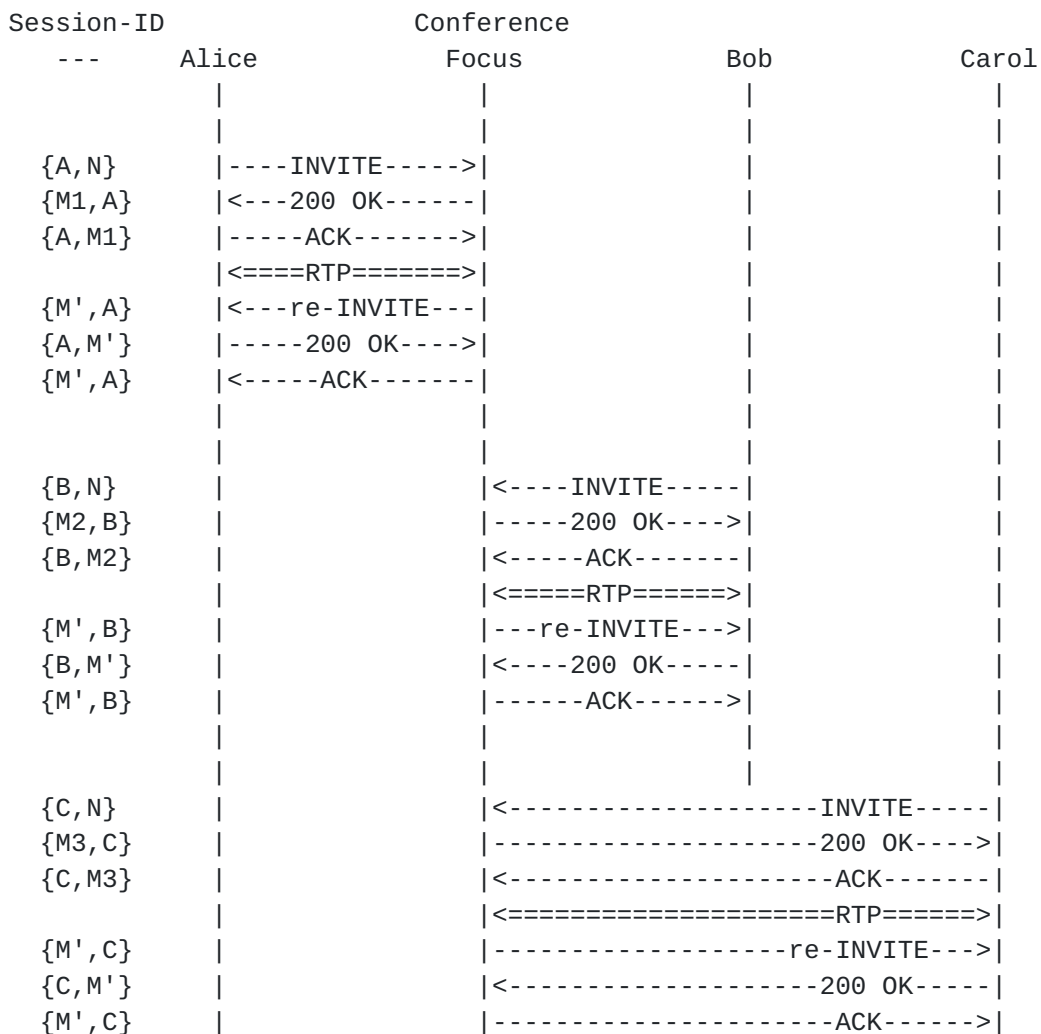 Session-ID                Conference
   ---     Alice            Focus             Bob            Carol
             |                |                |               |
             |                |                |               |
  {A,N}      |----INVITE----->|                |               |
  {M1,A}     |<---200 OK------|                |               |
  {A,M1}     |-----ACK------->|                |               |
             |<====RTP=======>|                |               |
  {M',A}     |<---re-INVITE---|                |               |
  {A,M'}     |-----200 OK---->|                |               |
  {M',A}     |<-----ACK-------|                |               |
             |                |                |               |
             |                |                |               |
  {B,N}      |                |<----INVITE-----|               |
  {M2,B}     |                |-----200 OK---->|               |
  {B,M2}     |                |<-----ACK-------|               |
             |                |<=====RTP======>|               |
  {M',B}     |                |---re-INVITE--->|               |
  {B,M'}     |                |<----200 OK-----|               |
  {M',B}     |                |------ACK------>|               |
             |                |                |               |
             |                |                |               |
  {C,N}      |                |<--------------------INVITE-----|
  {M3,C}     |                |---------------------200 OK---->|
  {C,M3}     |                |<---------------------ACK-------|
             |                |<=====================RTP======>|
  {M',C}     |                |-------------------re-INVITE--->|
  {C,M'}     |                |<--------------------200 OK-----|
  {M',C}     |                |----------------------ACK------>|